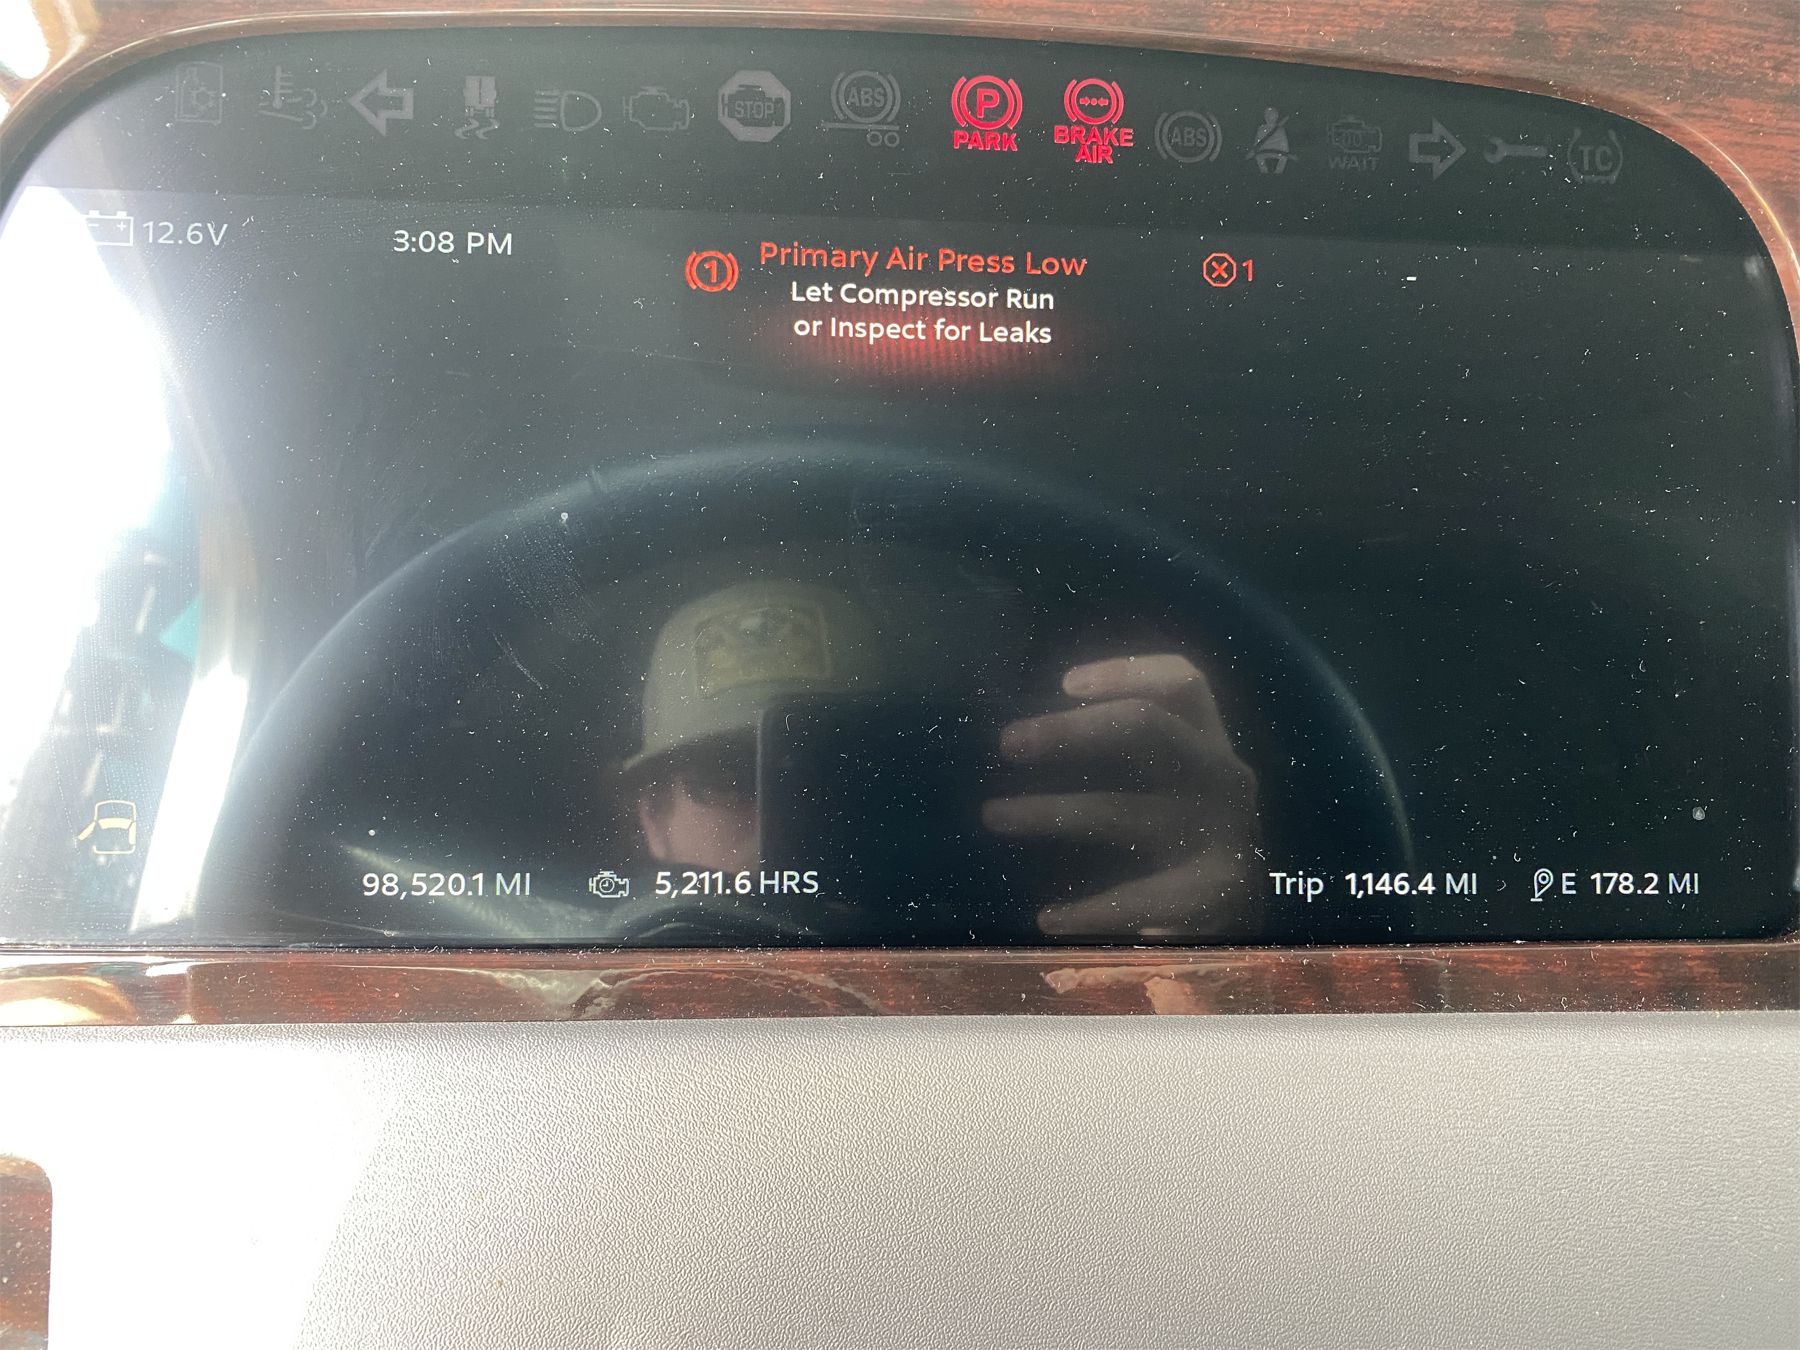 STOP
ABS
P
PARK
BRAKE
AIR
ABS
WAIT
TC
12.6V
3:08 PM
1
Primary Air Press Low
Let Compressor Run
or Inspect for Leaks
1
98,520.1 MI
5,211.6 HRS
Trip 1,146.4 MI
E 178.2 MI